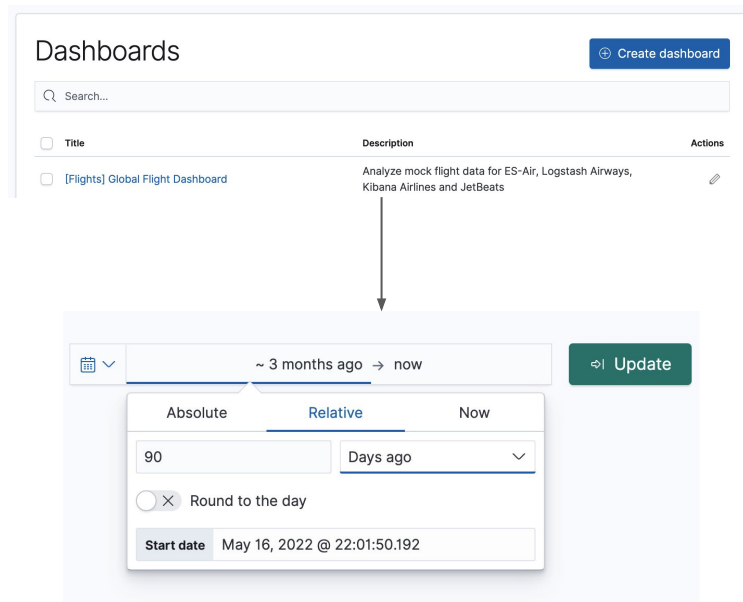 Dashboards
Create dashboard
Search...
Title Description Actions
[Flights] Global Flight Dashboard
Analyze mock flight data for ES-Air, Logstash Airways,
Kibana Airlines and JetBeats
~ 3 months ago → now
Update
Absolute Relative Now
90 Days ago
Round to the day
Start date May 16, 2022 @ 22:01:50.192